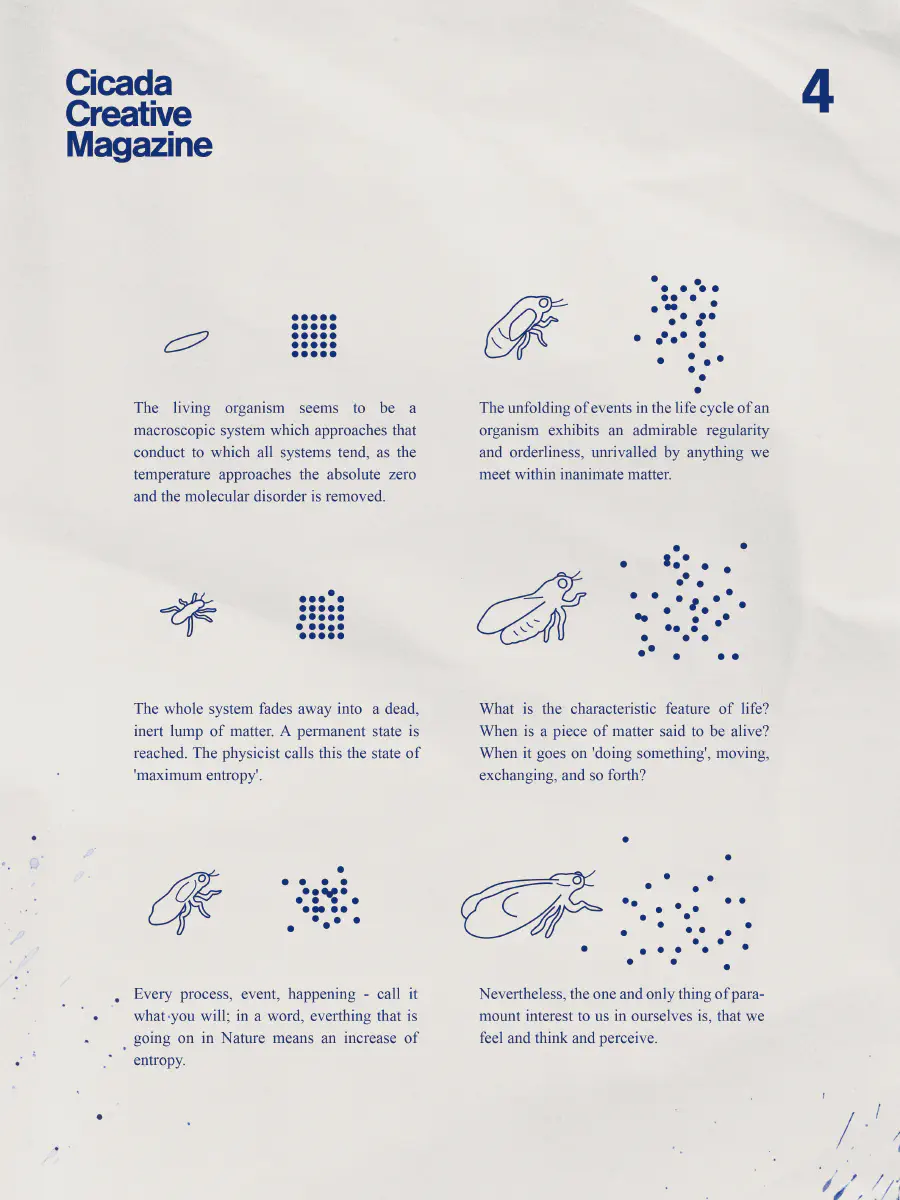 Cicada
Creative
Magazine
4
The living organism seems to be a
macroscopic system which approaches that
conduct to which all systems tend, as the
temperature approaches the absolute zero
and the molecular disorder is removed.
The whole system fades away into a dead,
inert lump of matter. A permanent state is
reached. The physicist calls this the state of
'maximum entropy'.
Every process, event, happening - call it
what you will; in a word, everthing that is
going on in Nature means an increase of
entropy.
The unfolding of events in the life cycle of an
organism exhibits an admirable regularity
and orderliness, unrivalled by anything we
meet within inanimate matter.
What is the characteristic feature of life?
When is a piece of matter said to be alive?
When it goes on 'doing something', moving,
exchanging, and so forth?
Nevertheless, the one and only thing of para-
mount interest to us in ourselves is, that we
feel and think and perceive.